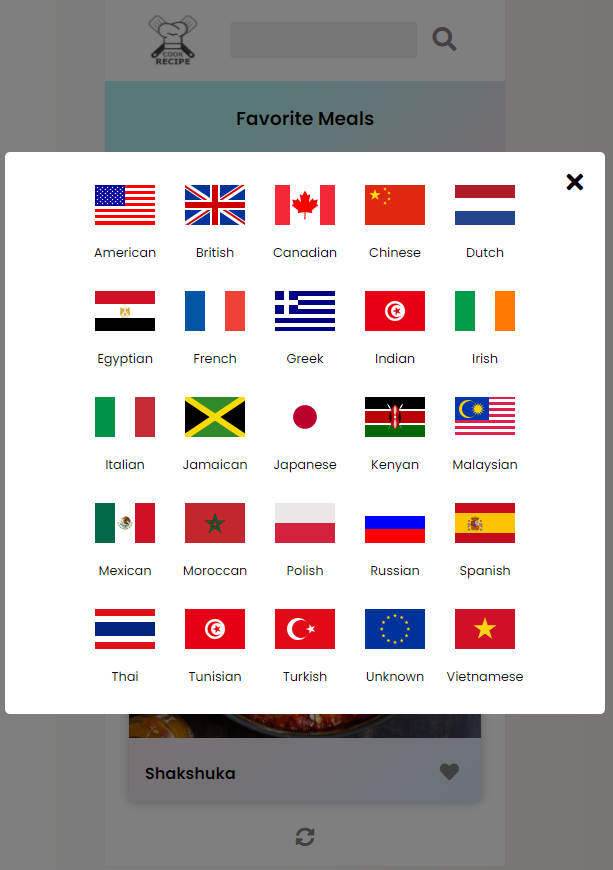 COOK
RECIPE
Favorite Meals
American
British
Canadian
Chinese
Dutch
Egyptian
French
Greek
Indian
Irish
Italian
Jamaican
Japanese
Kenyan
Malaysian
Mexican
Moroccan
Polish
Russian
Spanish
Thai
Tunisian
Turkish
Unknown
Vietnamese
Shakshuka